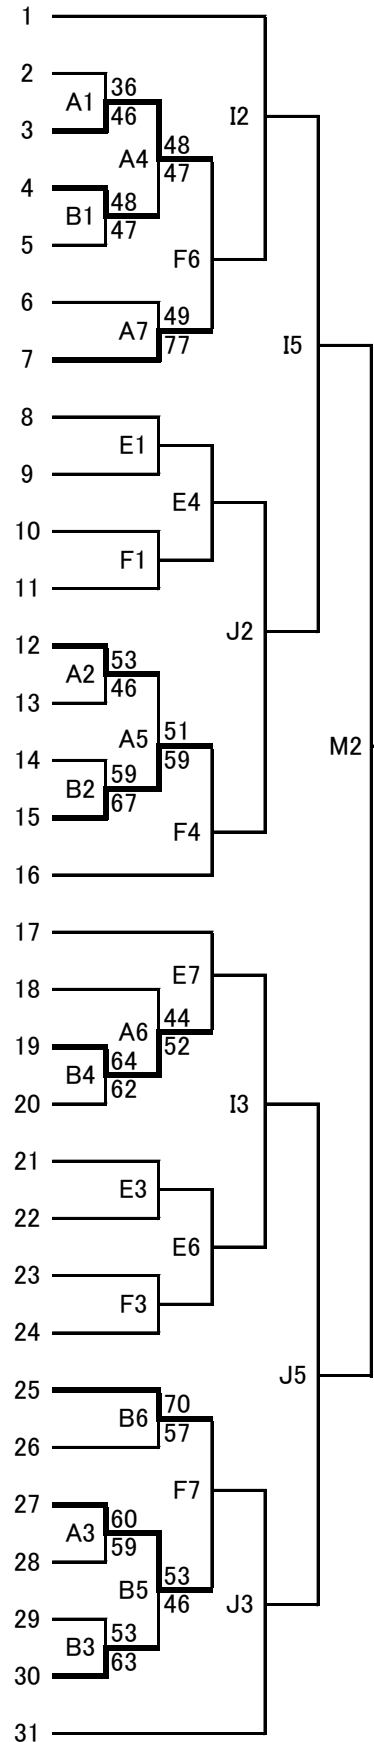 1
2
36
A1
I2
3
46
48
A4
4
47
48
B1
5
47
F6
6
49
A7
I5
7
77
8
E1
9
E4
10
F1
11
J2
12
53
A2
13
46
51
A5
M2
14
59
59
B2
15
67
F4
16
17
E7
18
44
A6
19
52
64
B4
I3
20
62
21
E3
22
E6
23
F3
24
J5
25
70
B6
26
57
F7
27
60
A3
28
59
53
B5
29
46
J3
53
B3
30
63
31